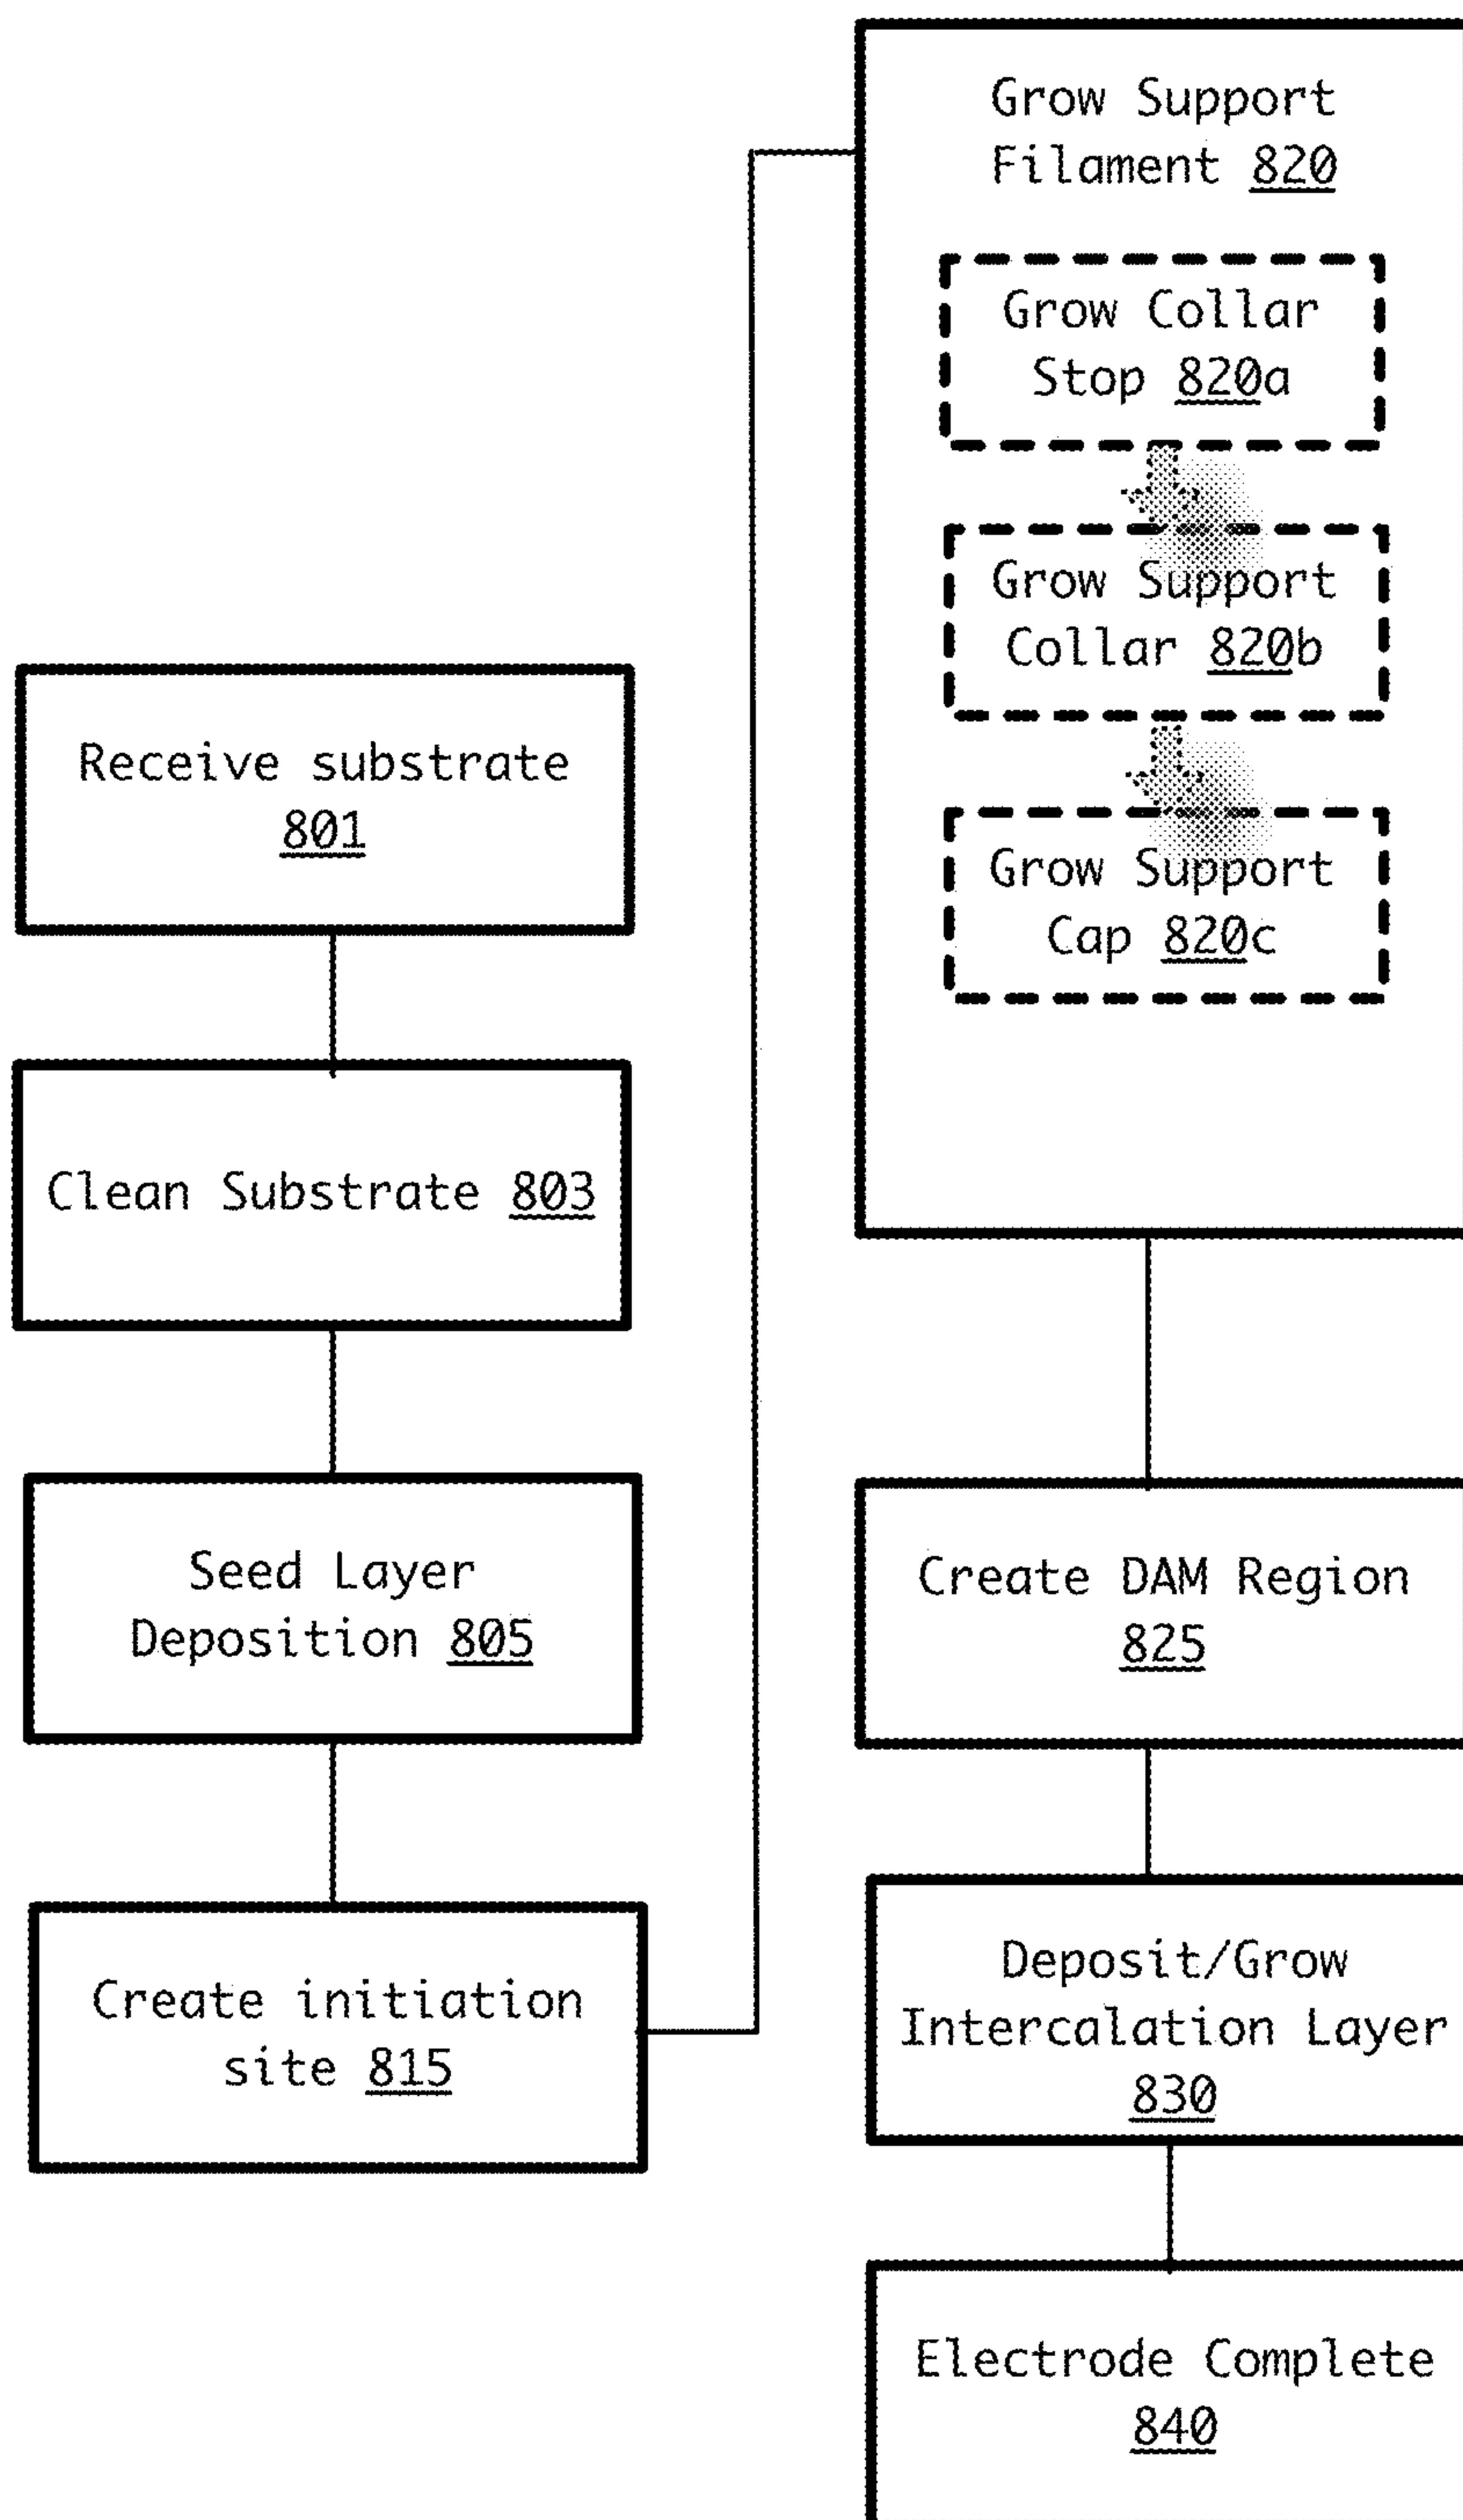 Receive substrate
801
Clean Substrate 803
Seed Layer
Deposition 805
Create initiation
site 815
Grow Support
Filament 820
Grow Collar
Stop 820a
Grow Support
Collar 820b
Grow Support
Cap 820c
Create DAM Region
825
Deposit/Grow
Intercalation Layer
830
Electrode Complete
840